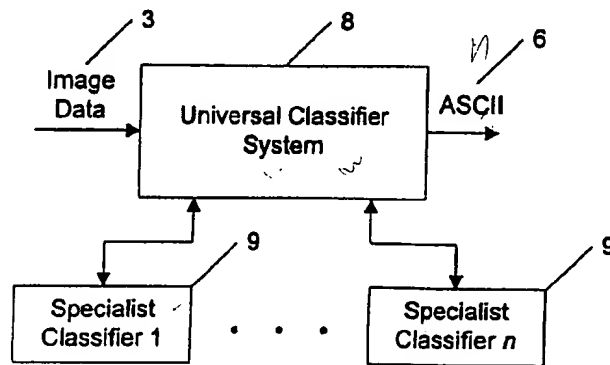 3
8
6
Image
Data
Universal Classifier
System
ASCII
9
9
Specialist
Classifier 1
. . .
Specialist
Classifier n